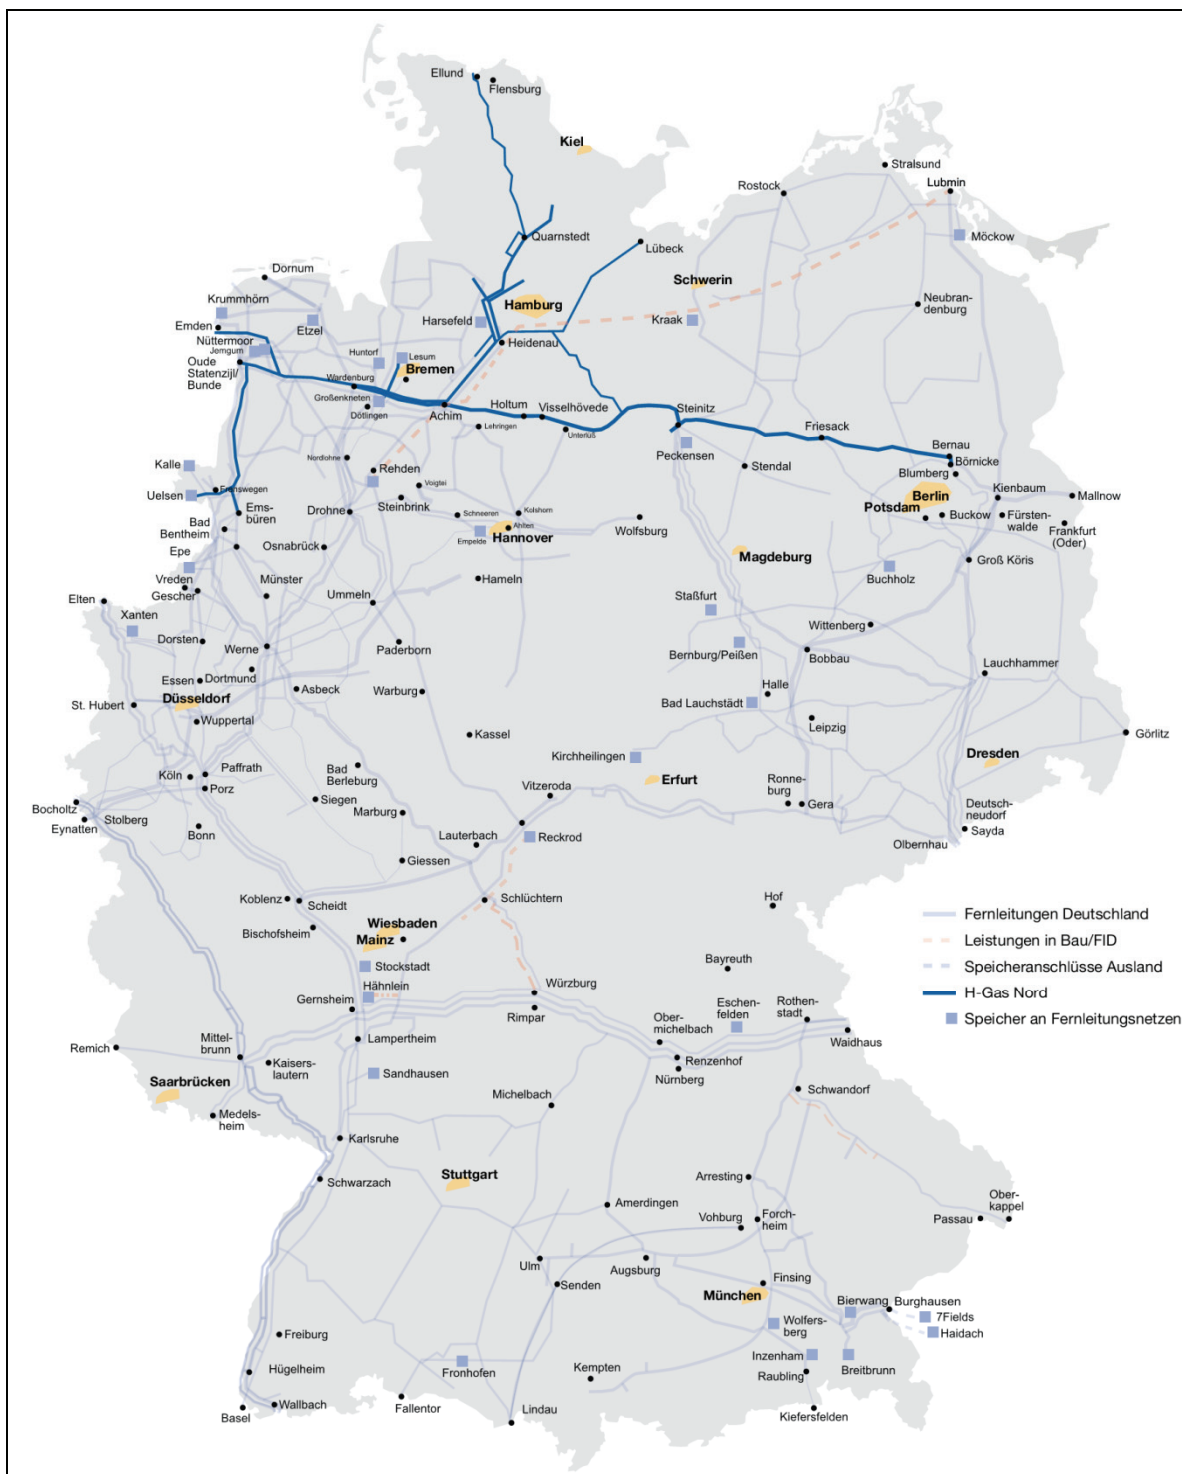 Ellund
Flensburg
Kiel
Stralsund
Rostock
Lubmin
Quarnstedt
Lübeck
Möckow
Dornum
Schwerin
Krummhörn
Hamburg
Neubran-
denburg
Emden
Etzel
Harsefeld
Kraak
Nüttermoor
Jemgum
Huntorf
Lesum
Heidenau
Oude
Statenzijl/
Bunde
Bremen
Wardenburg
Großenkneten
Dötlingen
Achim
Holtum
Visselhövede
Steinitz
Lehringen
Unterlüß
Friesack
Bernau
Börnicke
Peckensen
Stendal
Blumberg
Nordlohne
Rehden
Kalle
Voigtei
Uelsen
Frenswegen
Berlin
Kienbaum
Mallnow
Ems-
büren
Drohne
Steinbrink
Schneeren
Kolshorn
Ahlten
Wolfsburg
Potsdam
Buckow
Fürsten-
walde
Frankfurt
(Oder)
Bad
Bentheim
Empelde
Hannover
Epe
Osnabrück
Magdeburg
Groß Köris
Buchholz
Vreden
Gescher
Münster
Hameln
Elten
Ummeln
Staßfurt
Xanten
Wittenberg
Dorsten
Werne
Paderborn
Bernburg/Peißen
Bobbau
Lauchhammer
Essen
Dortmund
Asbeck
Warburg
Halle
Düsseldorf
Bad Lauchstädt
St. Hubert
Wuppertal
Leipzig
Kassel
Görlitz
Kirchheilingen
Dresden
Köln
Paffrath
Porz
Bad
Berleburg
Erfurt
Ronne-
burg
Gera
Vitzeroda
Bocholtz
Eynatten
Stolberg
Siegen
Marburg
Deutsch-
neudorf
Sayda
Bonn
Lauterbach
Reckrod
Olbernhau
Giessen
Koblenz
Scheidt
Schlüchtern
Hof
Bischofsheim
Wiesbaden
Mainz
Fernleitungen Deutschland
Leistungen in Bau/FID
Speicheranschlüsse Ausland
H-Gas Nord
Speicher an Fernleitungsnetzen
Stockstadt
Bayreuth
Hähnlein
Würzburg
Gernsheim
Rimpar
Eschen-
felden
Rothen-
stadt
Ober-
michelbach
Waidhaus
Remich
Mittel-
brunn
Lampertheim
Kaisers-
lautern
Renzenhof
Nürnberg
Sandhausen
Saarbrücken
Michelbach
Schwandorf
Medels-
heim
Karlsruhe
Schwarzach
Stuttgart
Arresting
Amerdingen
Vohburg
Forch-
heim
Passau
Ober-
kappel
Ulm
Augsburg
Senden
Finsing
München
Bierwang
Burghausen
7Fields
Haidach
Wolfers-
berg
Freiburg
Inzenham
Breitbrunn
Hügelheim
Fronhofen
Kempten
Raubling
Basel
Wallbach
Fallentor
Lindau
Kiefersfelden